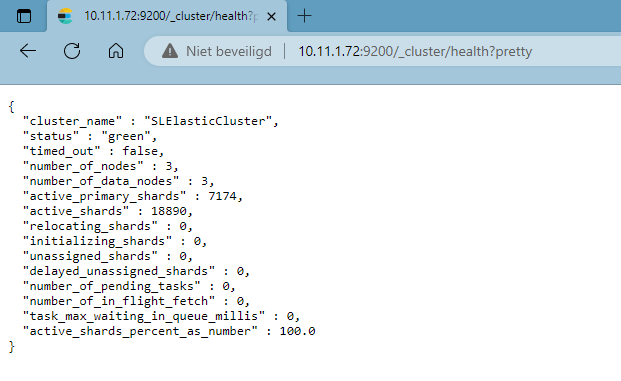 10.11.1.72:9200/_cluster/health?p
Niet beveiligd 10.11.1.72:9200/_cluster/health?pretty
{
"cluster_name" : "SLElasticCluster",
"status" : "green",
"timed_out" : false,
"number_of_nodes" : 3,
"number_of_data_nodes" : 3,
"active_primary_shards" : 7174,
"active_shards" : 18890,
"relocating_shards" : 0,
"initializing_shards" : 0,
"unassigned_shards" : 0,
"delayed_unassigned_shards" : 0,
"number_of_pending_tasks" : 0,
"number_of_in_flight_fetch" : 0,
"task_max_waiting_in_queue_millis" : 0,
"active_shards_percent_as_number" : 100.0
}